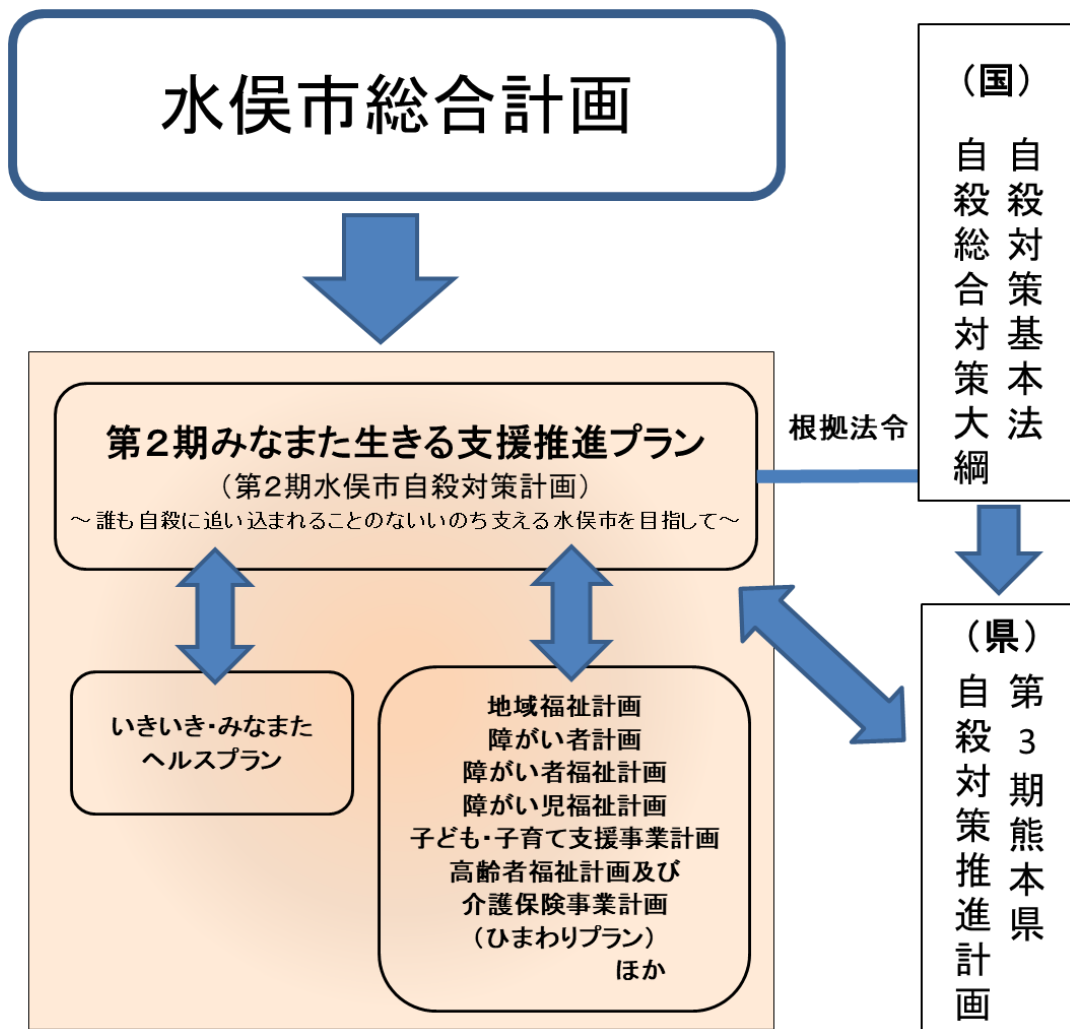 水俣市総合計画
(国)
自殺対策基本法
自殺総合対策大綱
第2期みなまた生きる支援推進プラン
(第2期水俣市自殺対策計画)
~誰も自殺に追い込まれることのないいのち支える水俣市を目指して~
根拠法令
いきいき・みなまた
ヘルスプラン
地域福祉計画
障がい者計画
障がい者福祉計画
障がい児福祉計画
子ども・子育て支援事業計画
高齢者福祉計画及び
介護保険事業計画
(ひまわりプラン)
ほか
(県)
第3期熊本県
自殺対策推進計画